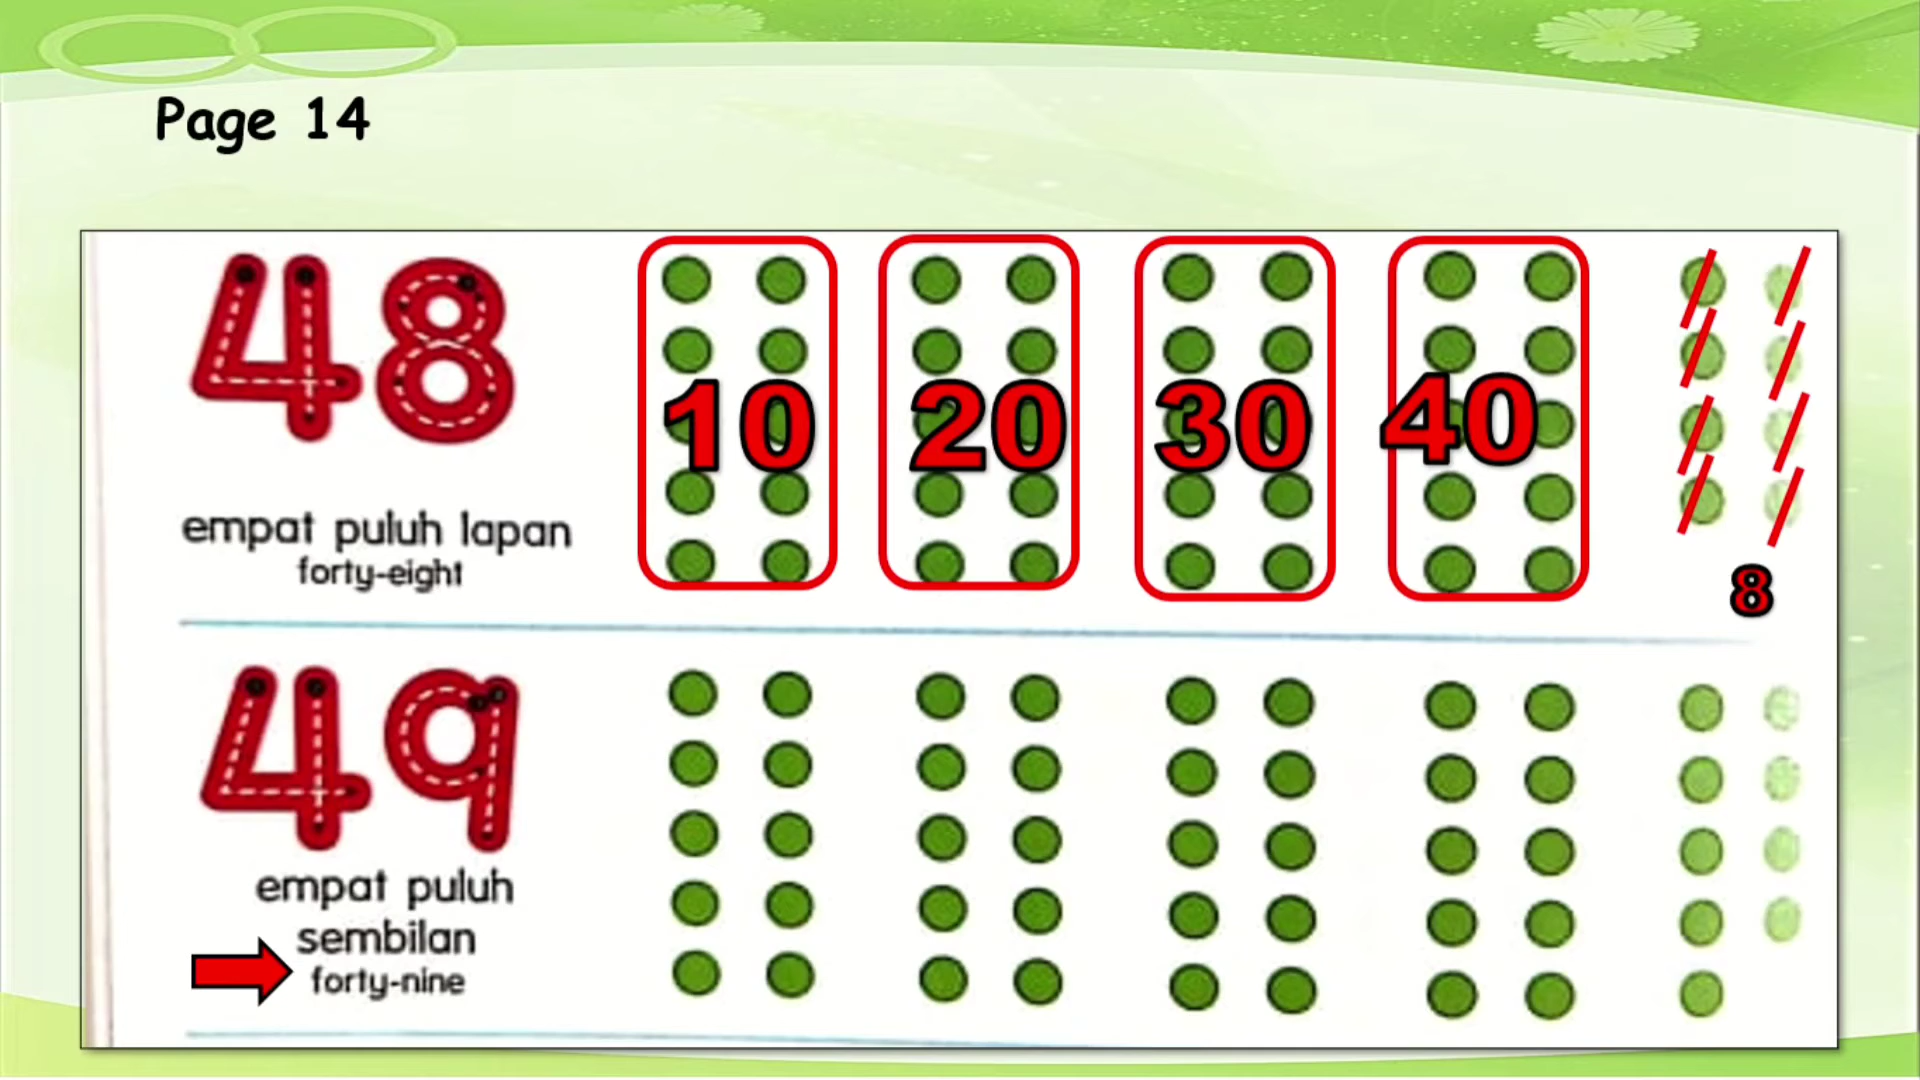 Page 14
48
10 20 30 40
empat puluh lapan
forty-eight
8
49
empat puluh
sembilan
forty-nine